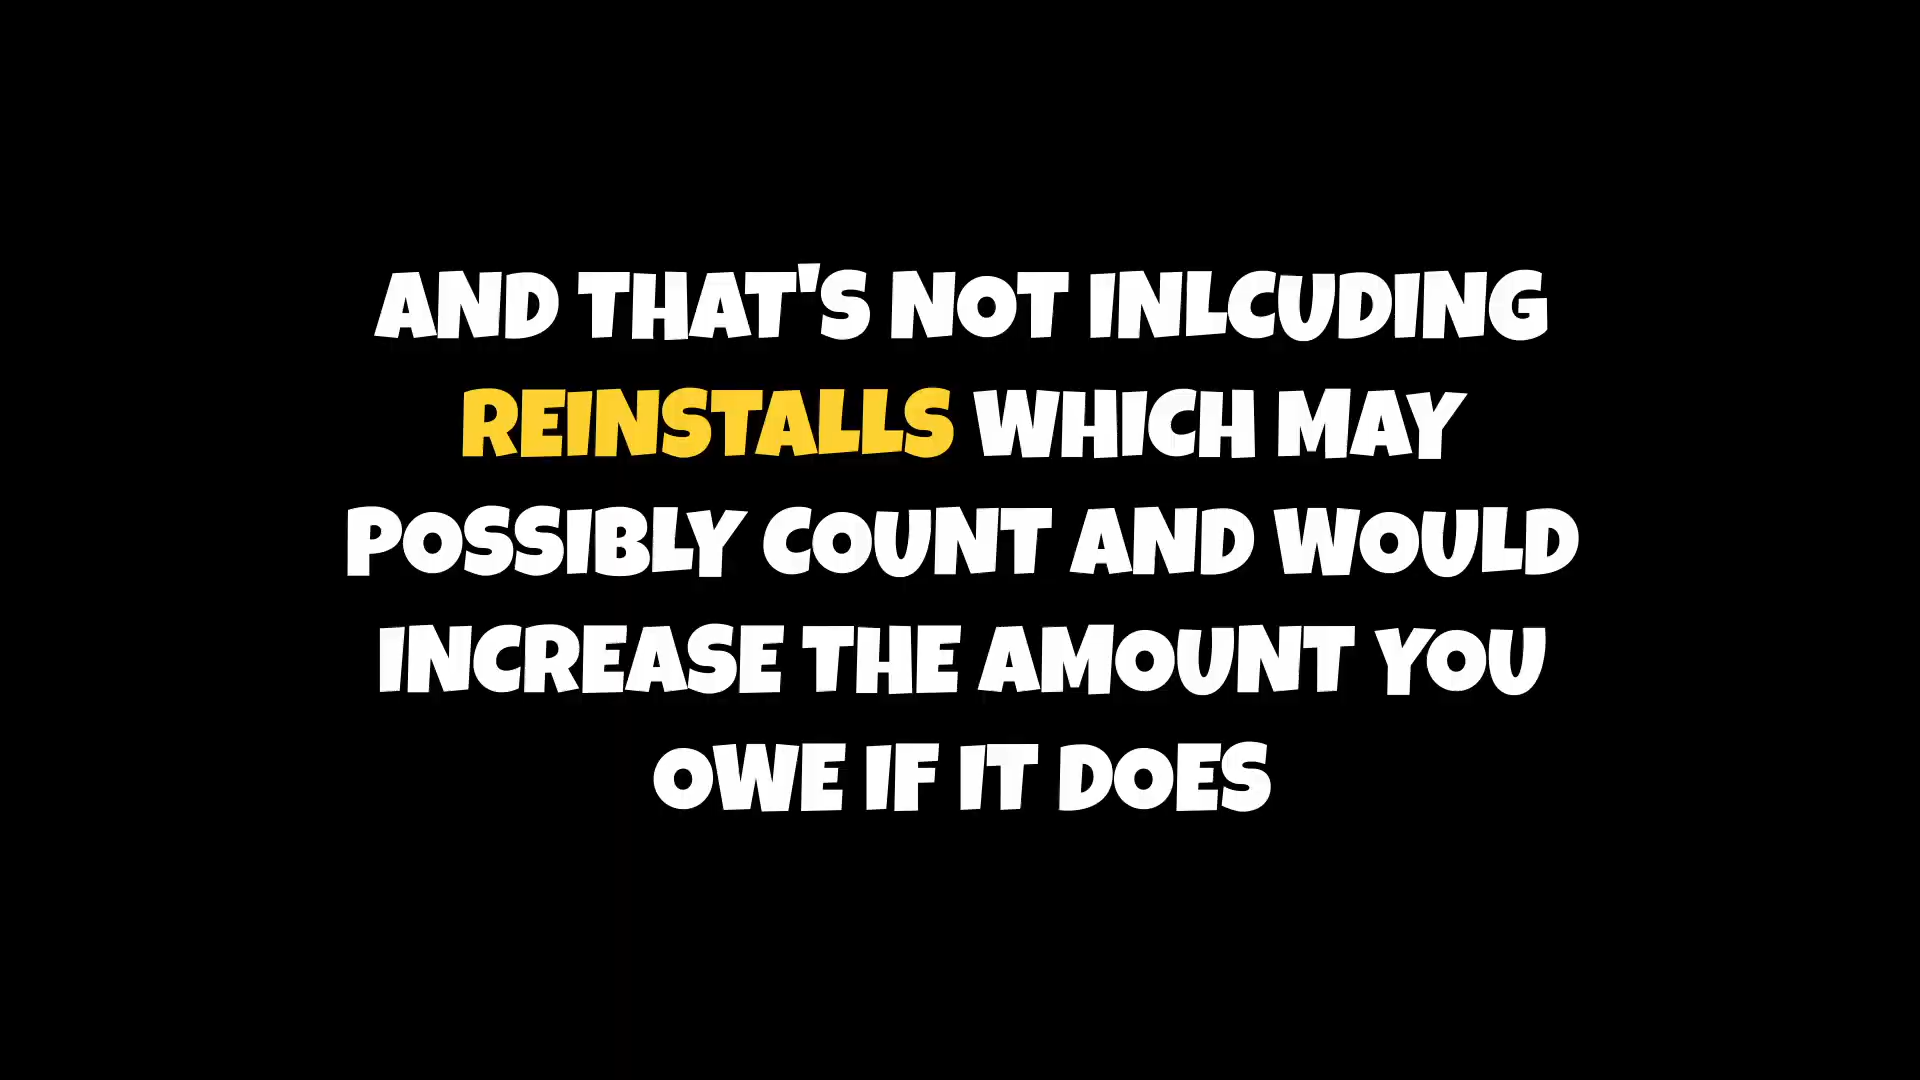 AND THAT'S NOT INLCUDING
REINSTALLS WHICH MAY
POSSIBLY COUNT AND WOULD
INCREASE THE AMOUNT YOU
OWE IF IT DOES